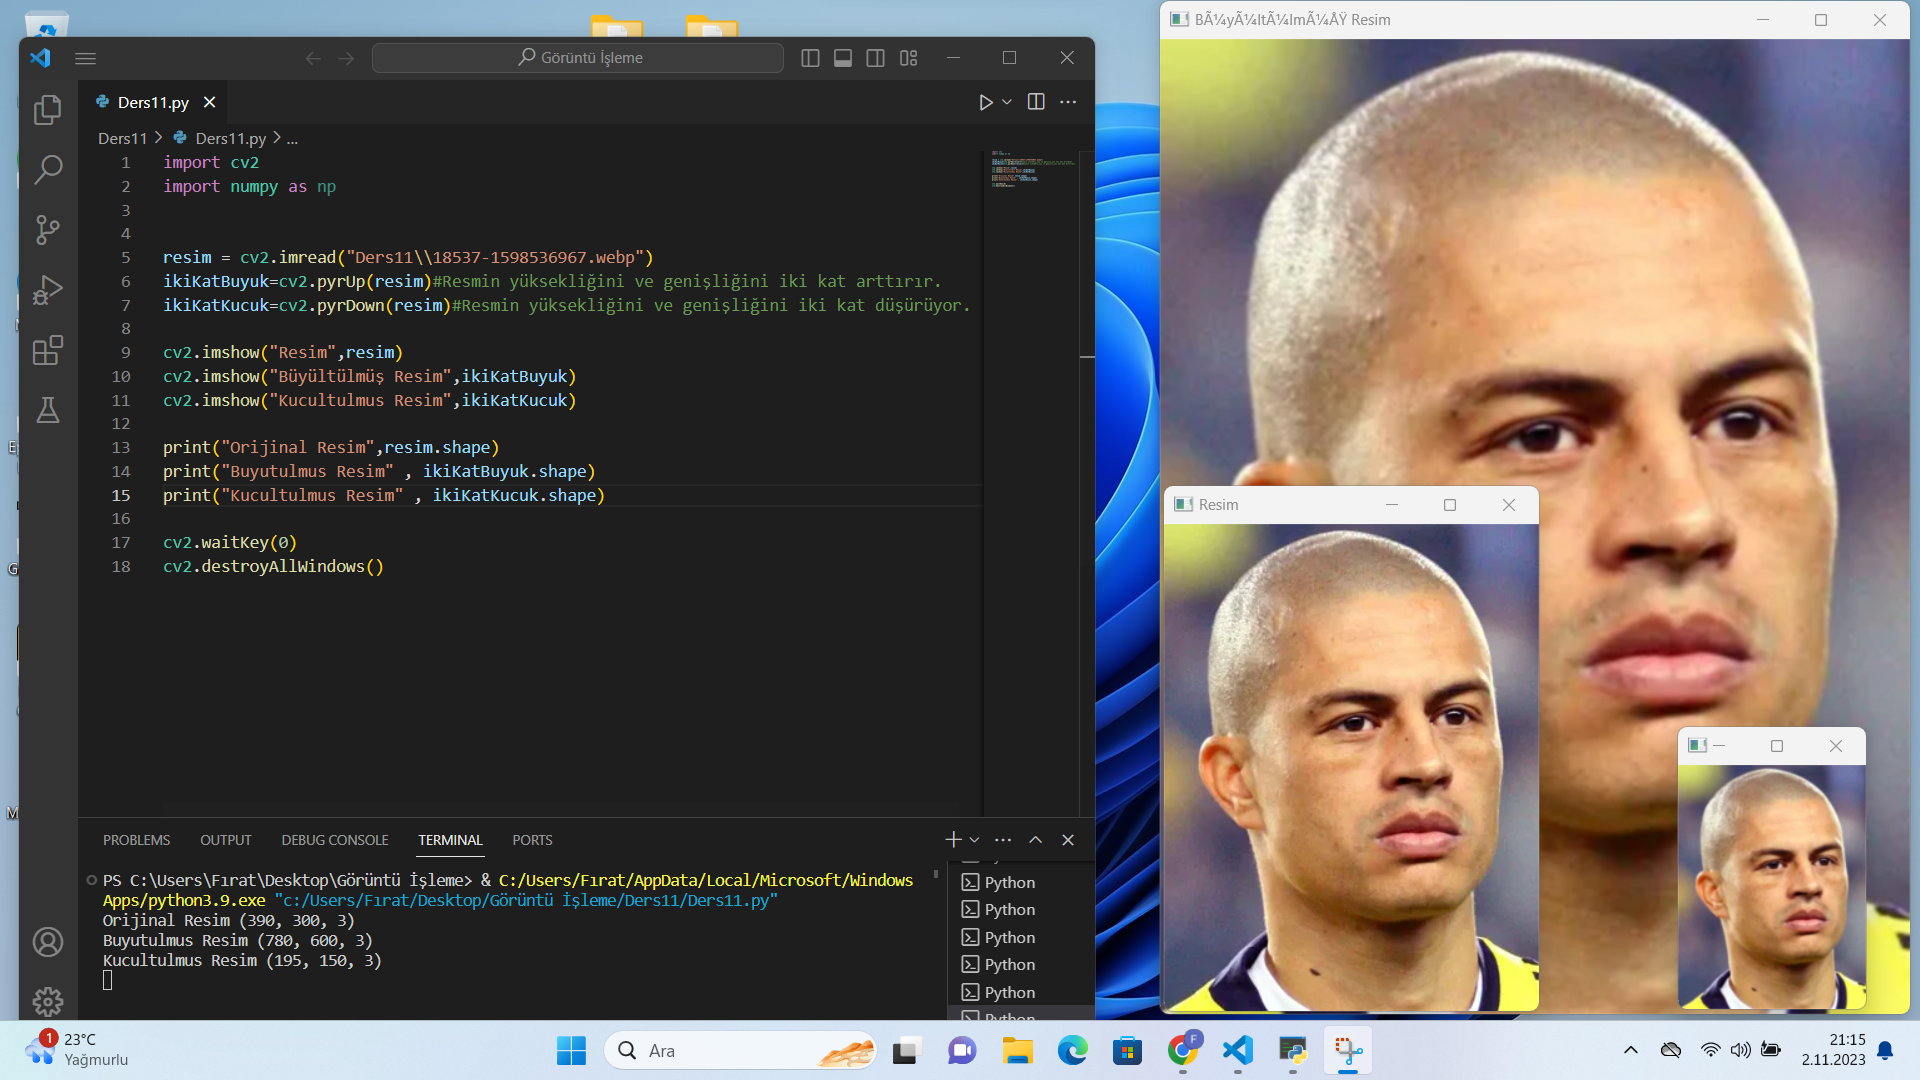 Görüntü İşleme
Ders11.py
Ders11 > Ders11.py > ...
1 import cv2
2 import numpy as np
3
4
5 resim = cv2.imread("Ders11\\18537-1598536967.webp")
6 ikiKatBuyuk=cv2.pyrUp(resim)#Resmin yüksekliğini ve genişliğini iki kat arttırır.
7 ikiKatKucuk=cv2.pyrDown(resim)#Resmin yüksekliğini ve genişliğini iki kat düşürüyor.
8
9 cv2.imshow("Resim",resim)
10 cv2.imshow("Büyültülmüş Resim",ikiKatBuyuk)
11 cv2.imshow("Kucultulmus Resim",ikiKatKucuk)
12
13 print("Orijinal Resim",resim.shape)
14 print("Buyutulmus Resim" , ikiKatBuyuk.shape)
15 print("Kucultulmus Resim" , ikiKatKucuk.shape)
16
17 cv2.waitKey(0)
18 cv2.destroyAllWindows()
PROBLEMS OUTPUT DEBUG CONSOLE TERMINAL PORTS
PS C:\Users\Fırat\Desktop\Görüntü İşleme> & C:/Users/Fırat/AppData/Local/Microsoft/Windows
Apps/python3.9.exe "c:/Users/Fırat/Desktop/Görüntü İşleme/Ders11/Ders11.py"
Orijinal Resim (390, 300, 3)
Buyutulmus Resim (780, 600, 3)
Kucultulmus Resim (195, 150, 3)
Python
Python
Python
Python
Python
Python
BÃ¼yÃ¼ltÃ¼lmÃ¼ÅŸ Resim
Resim
1
23°C
Yağmurlu
Ara
F
21:15
2.11.2023